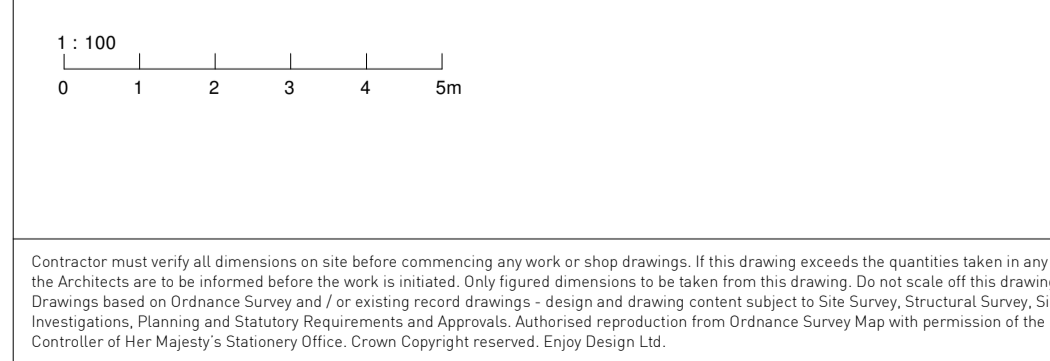 1 : 100
0 1 2 3 4 5m
Contractor must verify all dimensions on site before commencing any work or shop drawings. If this drawing exceeds the quantities taken in any
the Architects are to be informed before the work is initiated. Only figured dimensions to be taken from this drawing. Do not scale off this drawing
Drawings based on Ordnance Survey and / or existing record drawings - design and drawing content subject to Site Survey, Structural Survey, Si
Investigations, Planning and Statutory Requirements and Approvals. Authorised reproduction from Ordnance Survey Map with permission of the
Controller of Her Majesty's Stationery Office. Crown Copyright reserved. Enjoy Design Ltd.